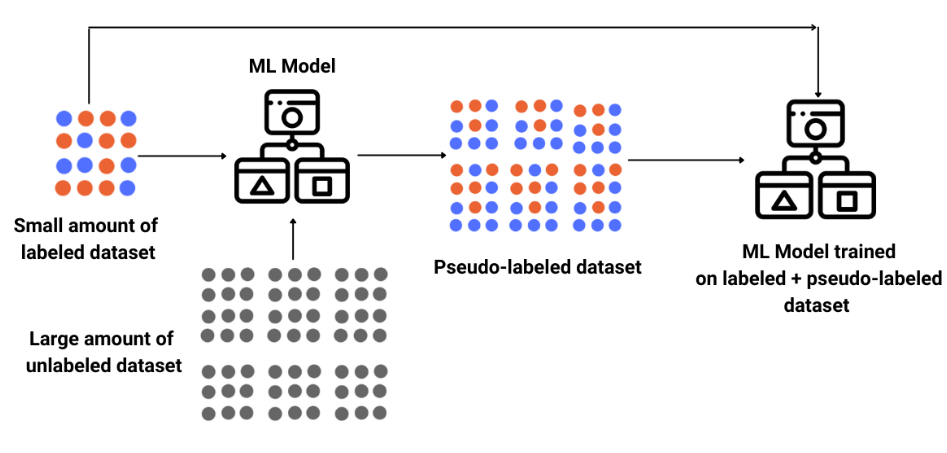 ML Model
Small amount of
labeled dataset
Pseudo-labeled dataset
ML Model trained
on labeled + pseudo-labeled
dataset
Large amount of
unlabeled dataset